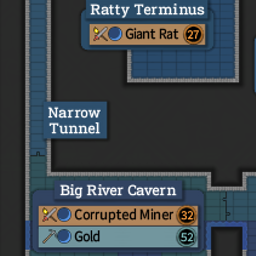 Ratty Terminus
Giant Rat 27
Narrow
Tunnel
Big River Cavern
Corrupted Miner 32
Gold 52